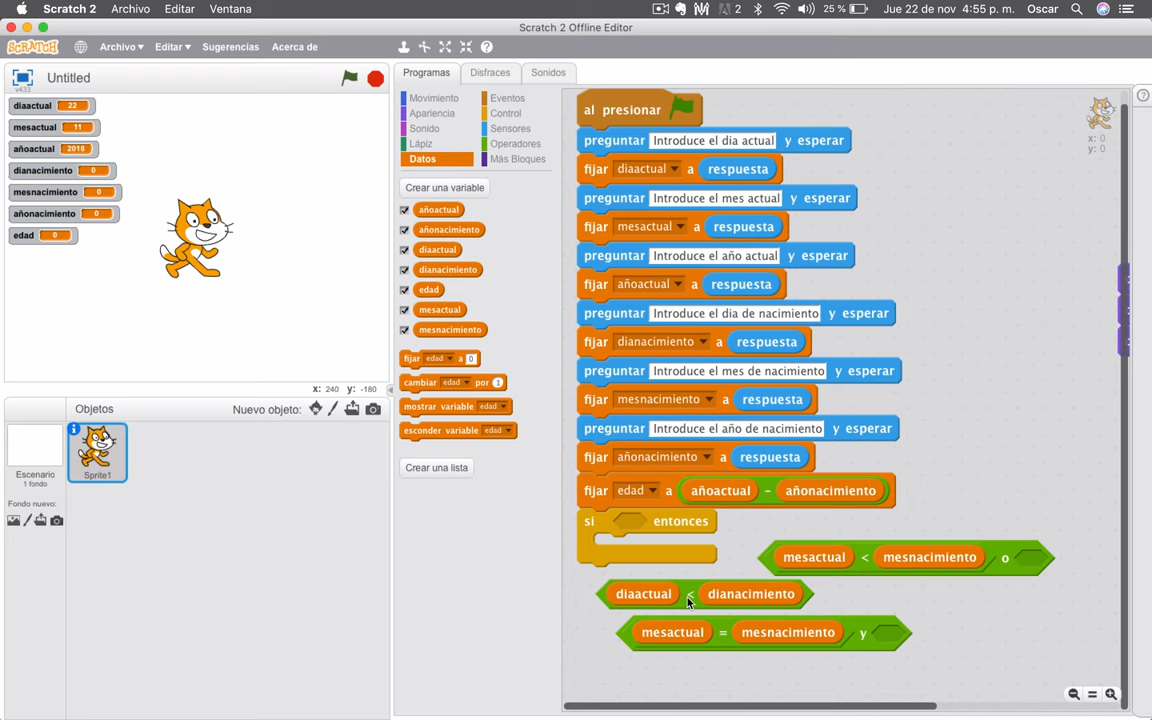 Scratch 2 Archivo Editar Ventana 2 25 % Jue 22 de nov 4:55 p. m. Oscar
Scratch 2 Offline Editor
SCRATCH Archivo Editar Sugerencias Acerca de
Untitled
v433
diaactual 22
mesactual 11
añoactual 2018
dianacimiento 0
mesnacimiento 0
añonacimiento 0
edad 0
x: 240 y: -180
Objetos Nuevo objeto:
Escenario
1 fondo
Fondo nuevo:
Sprite1
Programas Disfraces Sonidos
Movimiento Eventos
Apariencia Control
Sonido Sensores
Lápiz Operadores
Datos Más Bloques
Crear una variable
añoactual
añonacimiento
diaactual
dianacimiento
edad
mesactual
mesnacimiento
fijar edad a 0
cambiar edad por 1
mostrar variable edad
esconder variable edad
Crear una lista
al presionar
preguntar Introduce el dia actual y esperar
fijar diaactual a respuesta
preguntar Introduce el mes actual y esperar
fijar mesactual a respuesta
preguntar Introduce el año actual y esperar
fijar añoactual a respuesta
preguntar Introduce el dia de nacimiento y esperar
fijar dianacimiento a respuesta
preguntar Introduce el mes de nacimiento y esperar
fijar mesnacimiento a respuesta
preguntar Introduce el año de nacimiento y esperar
fijar añonacimiento a respuesta
fijar edad a añoactual - añonacimiento
si entonces
mesactual < mesnacimiento o
diaactual < dianacimiento
mesactual = mesnacimiento y
x: 0
y: 0